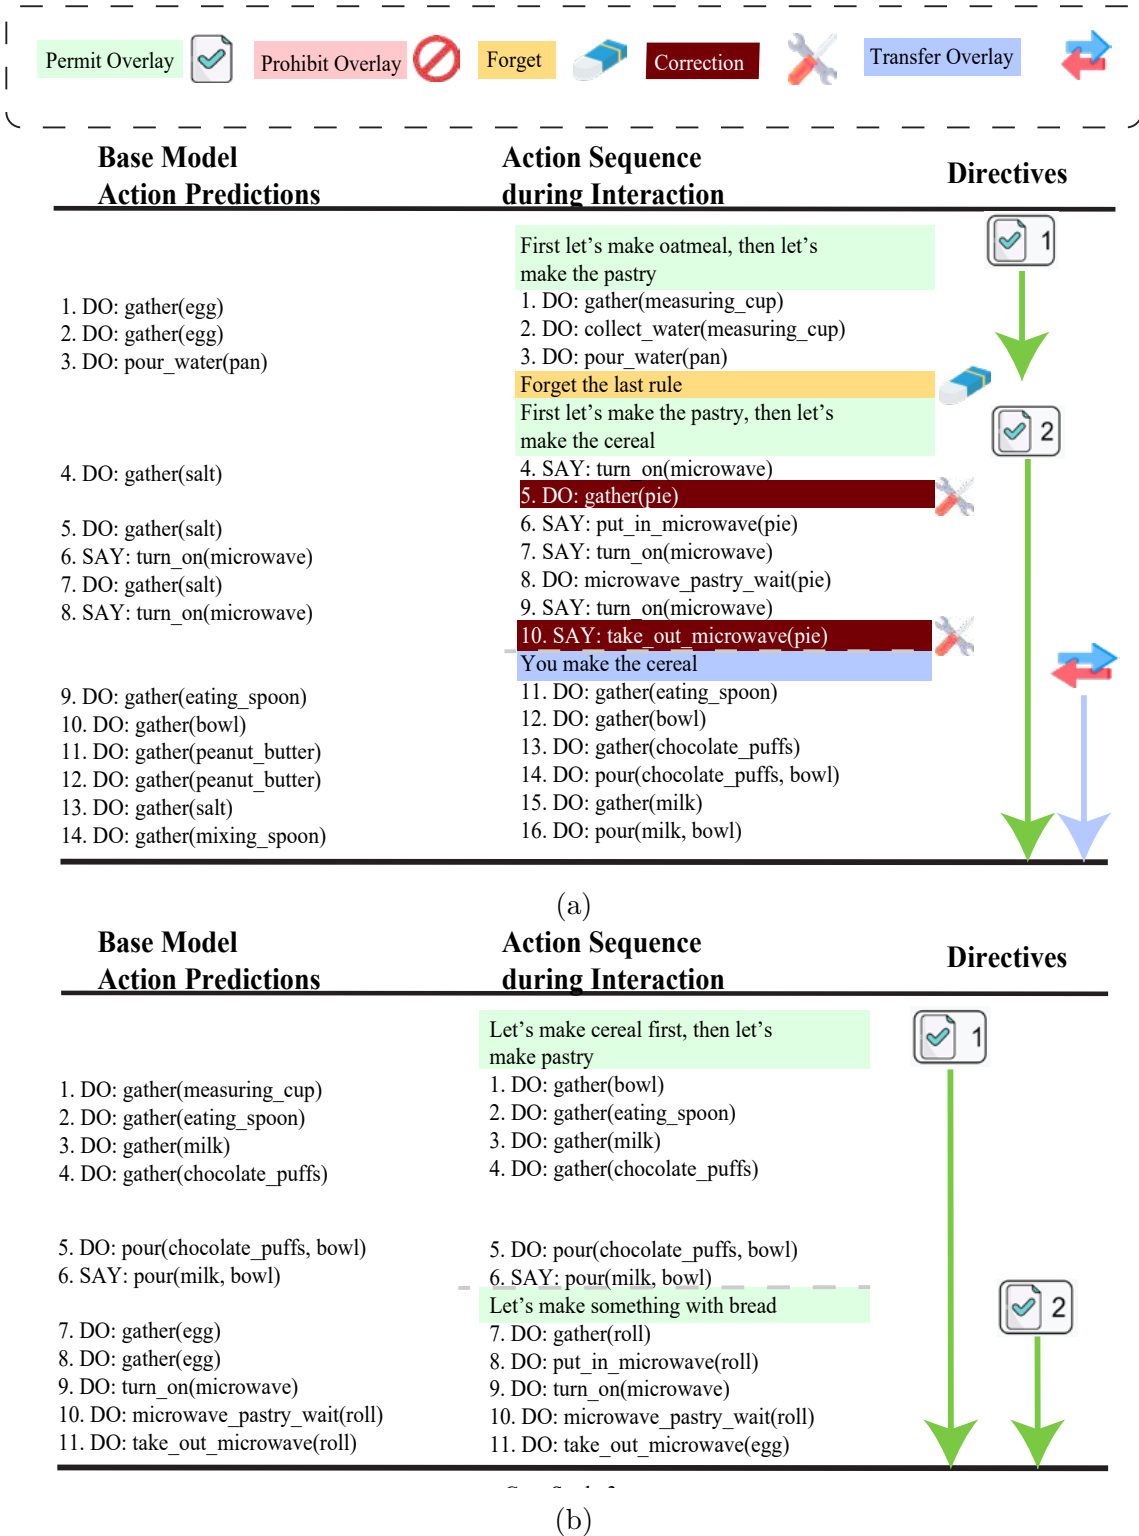 Permit Overlay Prohibit Overlay Forget Correction Transfer Overlay
Base Model
Action Predictions
Action Sequence
during Interaction
Directives
1. DO: gather(egg)
2. DO: gather(egg)
3. DO: pour_water(pan)
4. DO: gather(salt)
5. DO: gather(salt)
6. SAY: turn_on(microwave)
7. DO: gather(salt)
8. SAY: turn_on(microwave)
9. DO: gather(eating_spoon)
10. DO: gather(bowl)
11. DO: gather(peanut_butter)
12. DO: gather(peanut_butter)
13. DO: gather(salt)
14. DO: gather(mixing_spoon)
First let's make oatmeal, then let's
make the pastry
1. DO: gather(measuring_cup)
2. DO: collect_water(measuring_cup)
3. DO: pour_water(pan)
Forget the last rule
First let's make the pastry, then let's
make the cereal
4. SAY: turn_on(microwave)
5. DO: gather(pie)
6. SAY: put_in_microwave(pie)
7. SAY: turn_on(microwave)
8. DO: microwave_pastry_wait(pie)
9. SAY: turn_on(microwave)
10. SAY: take_out_microwave(pie)
You make the cereal
11. DO: gather(eating_spoon)
12. DO: gather(bowl)
13. DO: gather(chocolate_puffs)
14. DO: pour(chocolate_puffs, bowl)
15. DO: gather(milk)
16. DO: pour(milk, bowl)
1
2
(a)
Base Model
Action Predictions
Action Sequence
during Interaction
Directives
1. DO: gather(measuring_cup)
2. DO: gather(eating_spoon)
3. DO: gather(milk)
4. DO: gather(chocolate_puffs)
5. DO: pour(chocolate_puffs, bowl)
6. SAY: pour(milk, bowl)
7. DO: gather(egg)
8. DO: gather(egg)
9. DO: turn_on(microwave)
10. DO: microwave_pastry_wait(roll)
11. DO: take_out_microwave(roll)
Let's make cereal first, then let's
make pastry
1. DO: gather(bowl)
2. DO: gather(eating_spoon)
3. DO: gather(milk)
4. DO: gather(chocolate_puffs)
5. DO: pour(chocolate_puffs, bowl)
6. SAY: pour(milk, bowl)
Let's make something with bread
7. DO: gather(roll)
8. DO: put_in_microwave(roll)
9. DO: turn_on(microwave)
10. DO: microwave_pastry_wait(roll)
11. DO: take_out_microwave(egg)
1
2
(b)